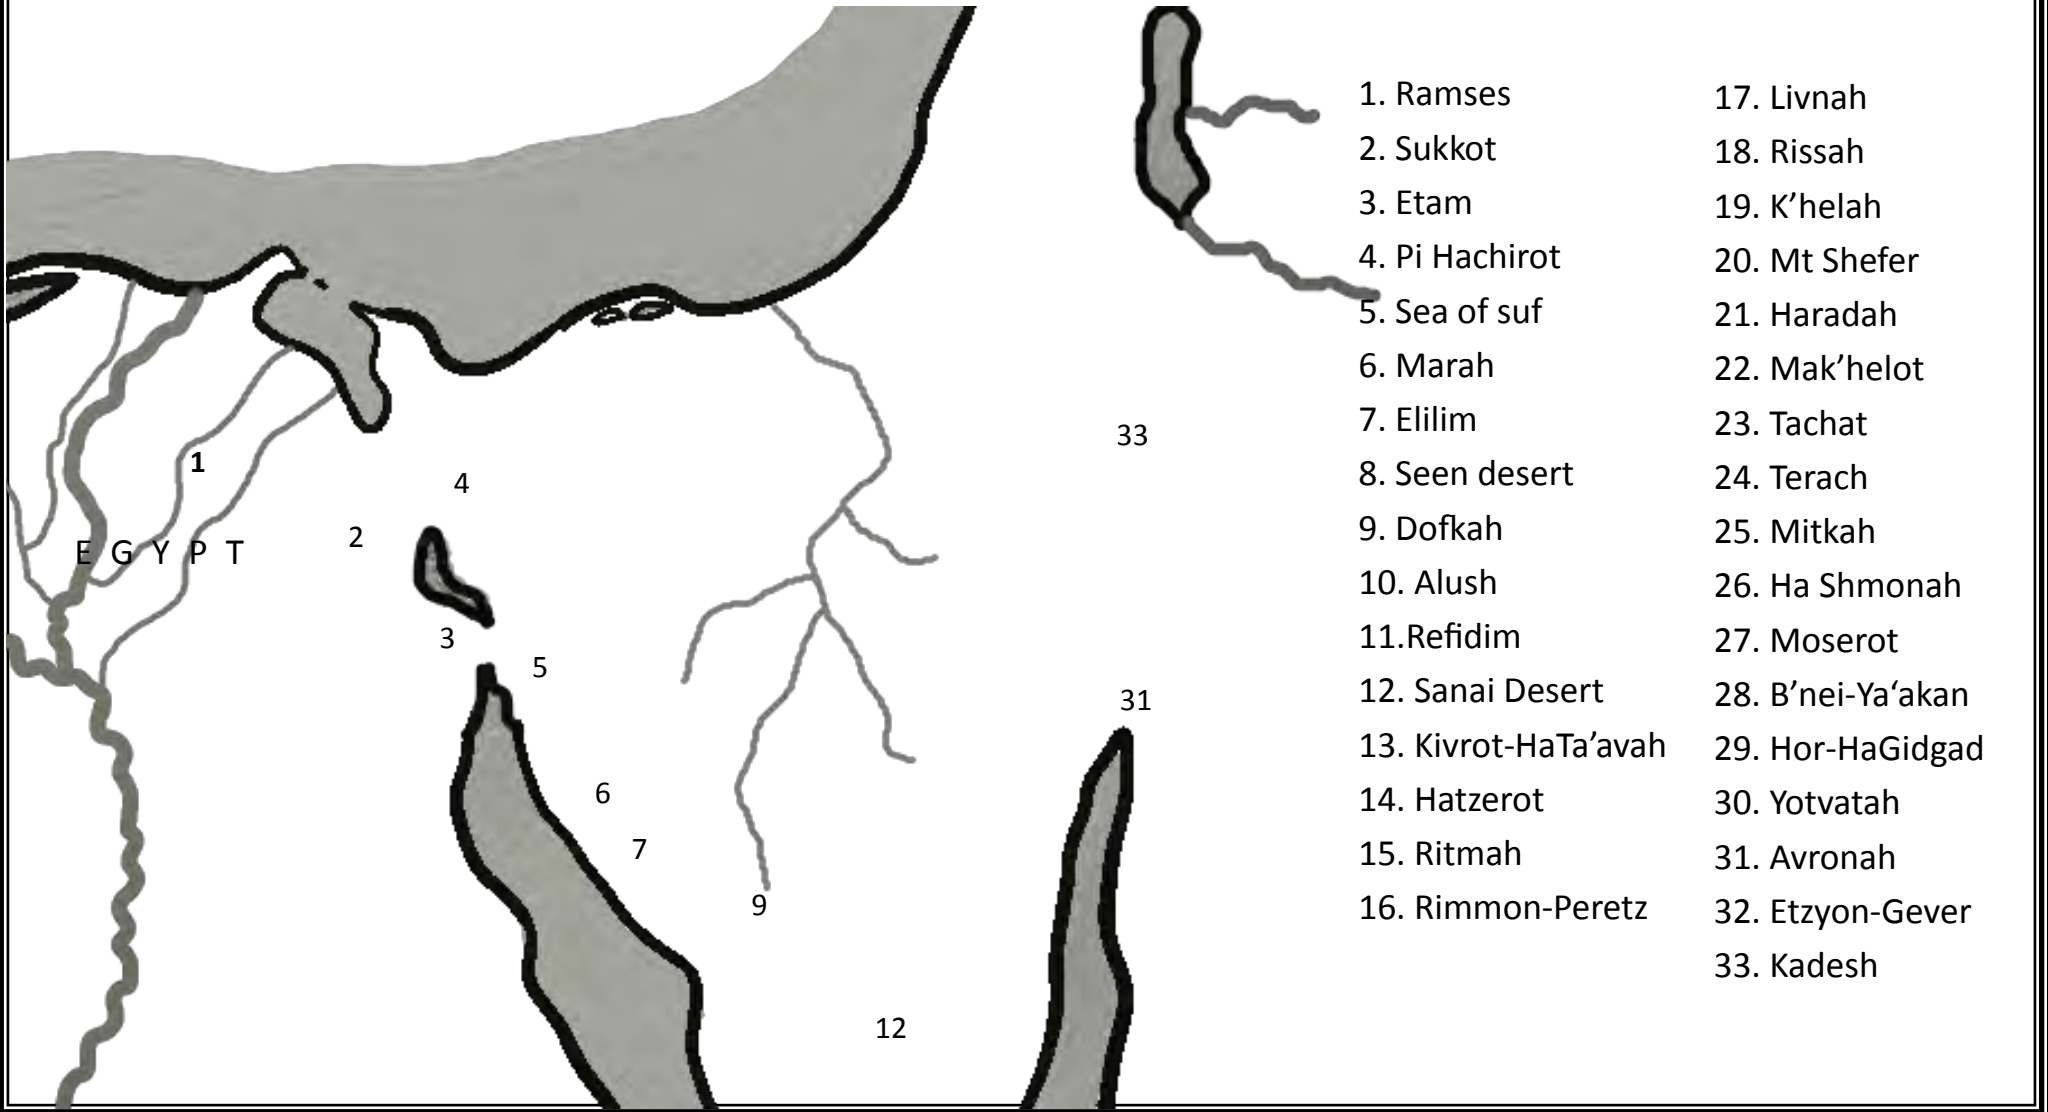 33
1
4
2
E G Y P T
3
5
31
6
7
9
12
1. Ramses
2. Sukkot
3. Etam
4. Pi Hachirot
5. Sea of suf
6. Marah
7. Elilim
8. Seen desert
9. Dofkah
10. Alush
11.Refidim
12. Sanai Desert
13. Kivrot-HaTa’avah
14. Hatzerot
15. Ritmah
16. Rimmon-Peretz
17. Livnah
18. Rissah
19. K’helah
20. Mt Shefer
21. Haradah
22. Mak’helot
23. Tachat
24. Terach
25. Mitkah
26. Ha Shmonah
27. Moserot
28. B’nei-Ya‘akan
29. Hor-HaGidgad
30. Yotvatah
31. Avronah
32. Etzyon-Gever
33. Kadesh